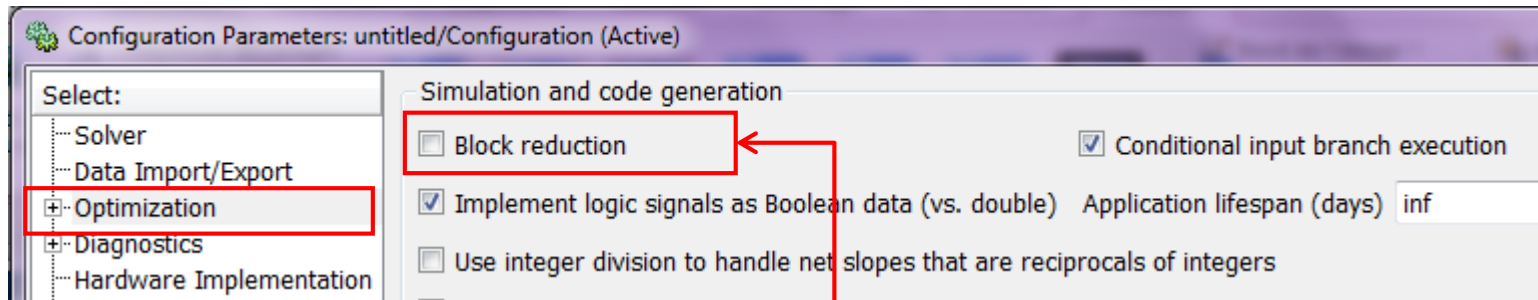 Configuration Parameters: untitled/Configuration (Active)
Select:
Solver
Data Import/Export
Optimization
Diagnostics
Hardware Implementation
Simulation and code generation
Block reduction
Conditional input branch execution
Implement logic signals as Boolean data (vs. double)
Application lifespan (days) inf
Use integer division to handle net slopes that are reciprocals of integers